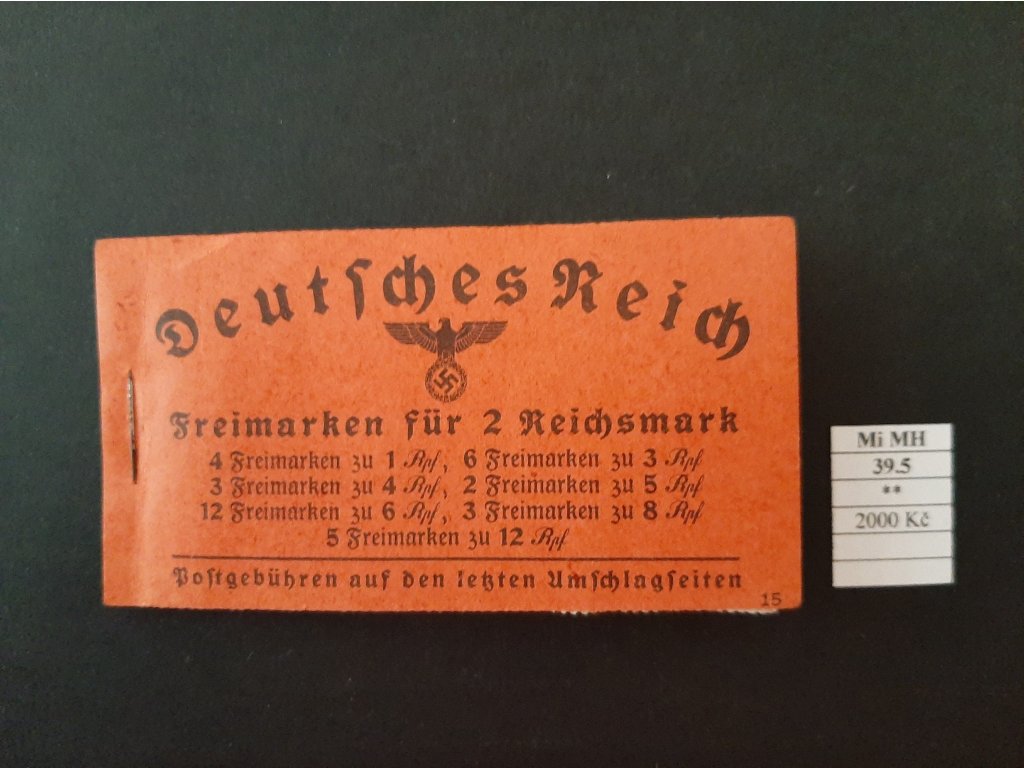 Deutſches Reich
Freimarken für 2 Reichsmark
4 Freimarken zu 1 Rpf, 6 Freimarken zu 3 Rpf
3 Freimarken zu 4 Rpf, 2 Freimarken zu 5 Rpf
12 Freimarken zu 6 Rpf, 3 Freimarken zu 8 Rpf
5 Freimarken zu 12 Rpf
Poſtgebühren auf den letzten Umſchlagſeiten
15
Mi MH
39.5
**
2000 Kč